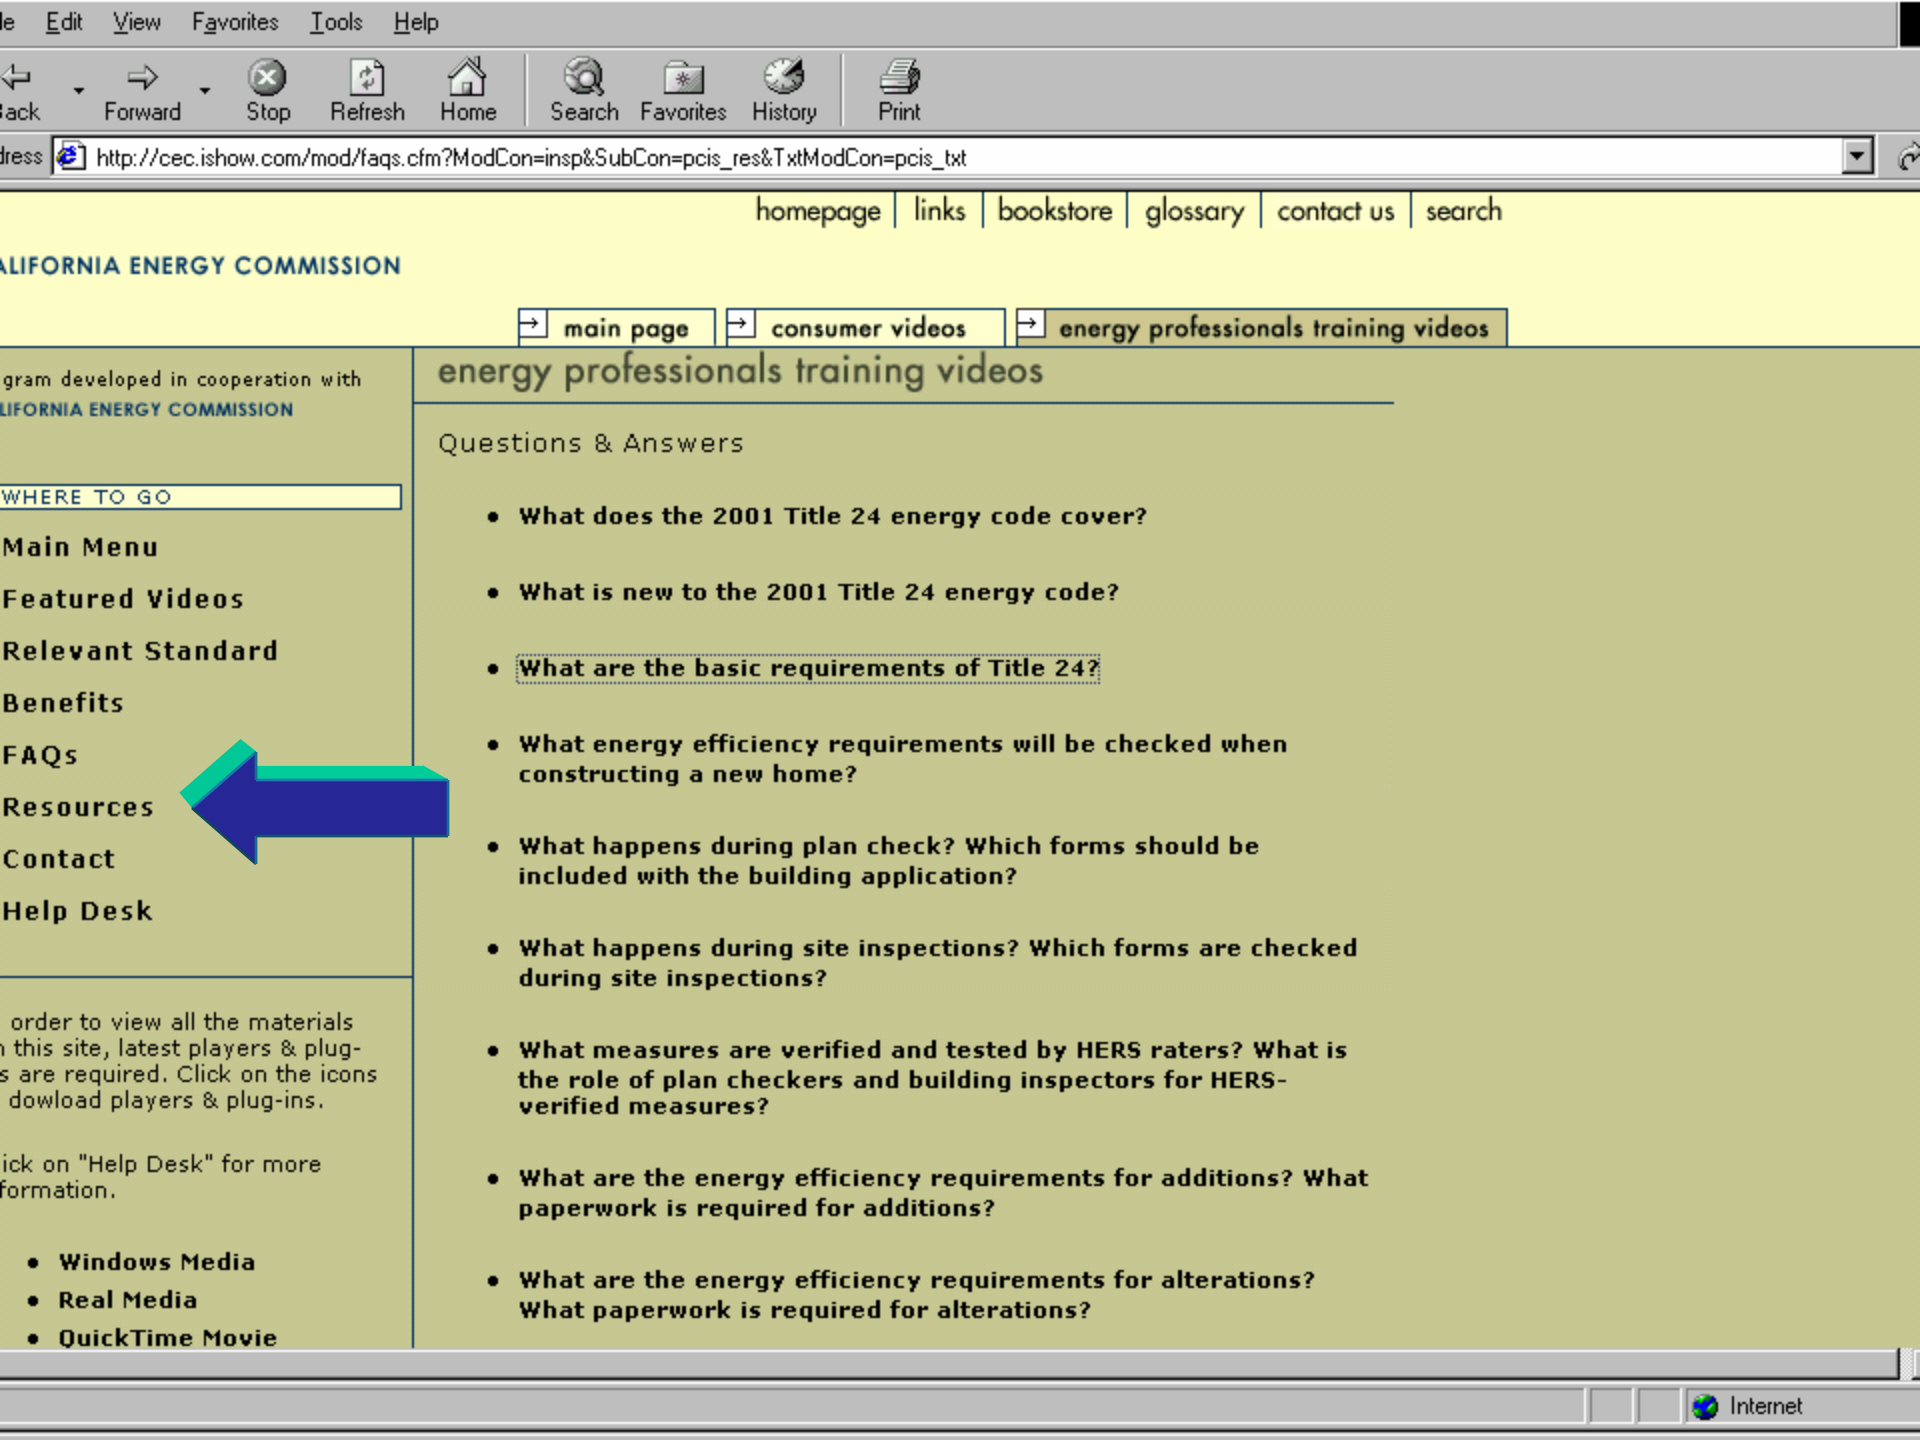 le Edit View Favorites Tools Help
Back Forward Stop Refresh Home Search Favorites History Print
dress http://cec.ishow.com/mod/faqs.cfm?ModCon=insp&SubCon=pcis_res&TxtModCon=pcis_txt
homepage links bookstore glossary contact us search
ALIFORNIA ENERGY COMMISSION
main page consumer videos energy professionals training videos
gram developed in cooperation with
LIFORNIA ENERGY COMMISSION
WHERE TO GO
Main Menu
Featured Videos
Relevant Standard
Benefits
FAQs
Resources
Contact
Help Desk
order to view all the materials
n this site, latest players & plug-
s are required. Click on the icons
dowload players & plug-ins.
ick on "Help Desk" for more
formation.
• Windows Media
• Real Media
• QuickTime Movie
energy professionals training videos
Questions & Answers
• What does the 2001 Title 24 energy code cover?
• What is new to the 2001 Title 24 energy code?
• What are the basic requirements of Title 24?
• What energy efficiency requirements will be checked when
constructing a new home?
• What happens during plan check? Which forms should be
included with the building application?
• What happens during site inspections? Which forms are checked
during site inspections?
• What measures are verified and tested by HERS raters? What is
the role of plan checkers and building inspectors for HERS-
verified measures?
• What are the energy efficiency requirements for additions? What
paperwork is required for additions?
• What are the energy efficiency requirements for alterations?
What paperwork is required for alterations?
Internet